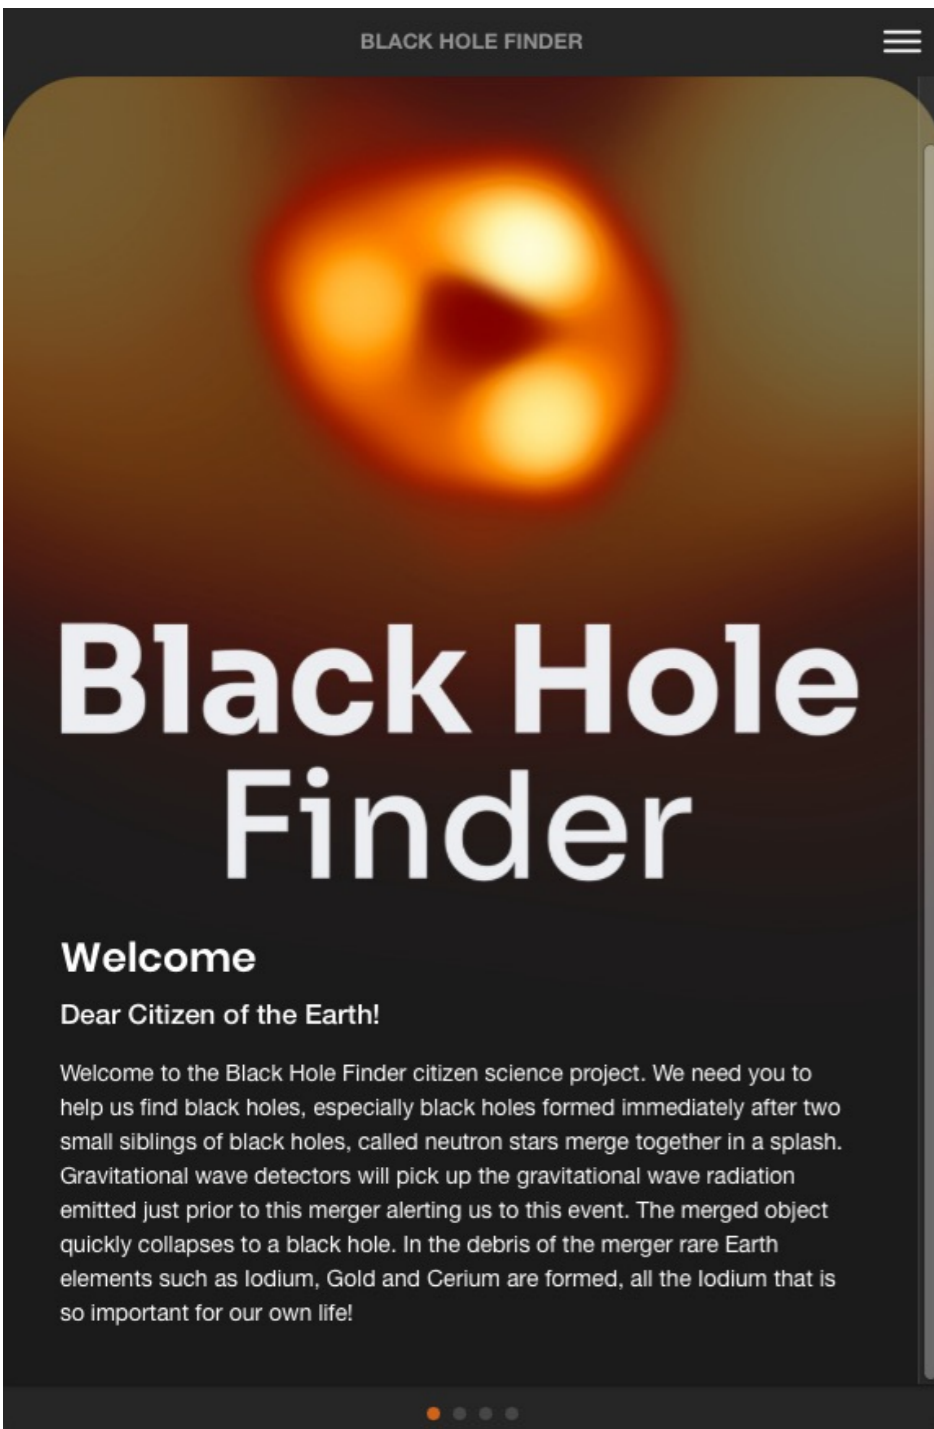 BLACK HOLE FINDER
Black Hole
Finder
Welcome
Dear Citizen of the Earth!
Welcome to the Black Hole Finder citizen science project. We need you to
help us find black holes, especially black holes formed immediately after two
small siblings of black holes, called neutron stars merge together in a splash.
Gravitational wave detectors will pick up the gravitational wave radiation
emitted just prior to this merger alerting us to this event. The merged object
quickly collapses to a black hole. In the debris of the merger rare Earth
elements such as Iodium, Gold and Cerium are formed, all the Iodium that is
so important for our own life!